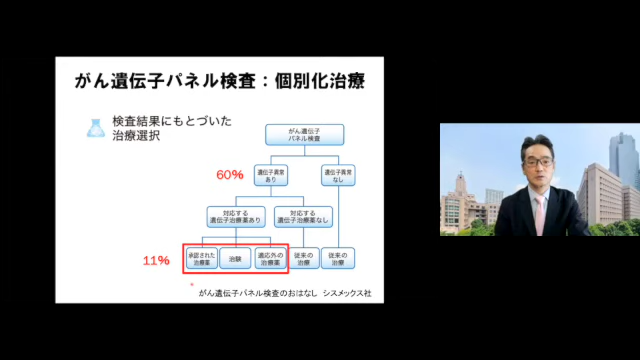 がん遺伝子パネル検査：個別化治療
検査結果にもとづいた
治療選択
がん遺伝子
パネル検査
60%
遺伝子異常
あり
遺伝子異常
なし
対応する
遺伝子治療薬あり
対応する
遺伝子治療薬なし
11%
承認された
治療薬
治験
適応外の
治療薬
従来の
治療
従来の
治療
がん遺伝子パネル検査のおはなし シスメックス社